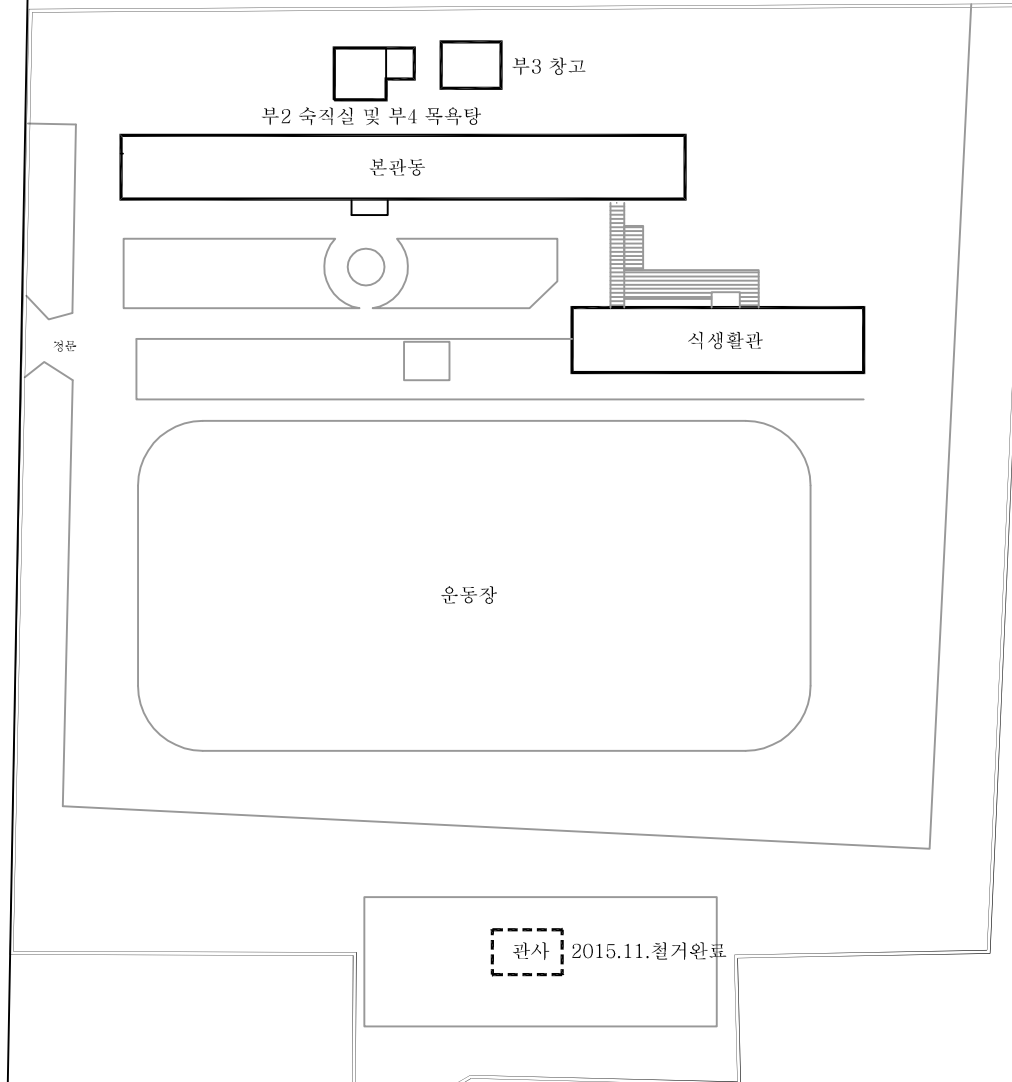 부3 창고
부2 숙직실 및 부4 목욕탕
본관동
식생활관
정문
운동장
관사 2015.11.철거완료